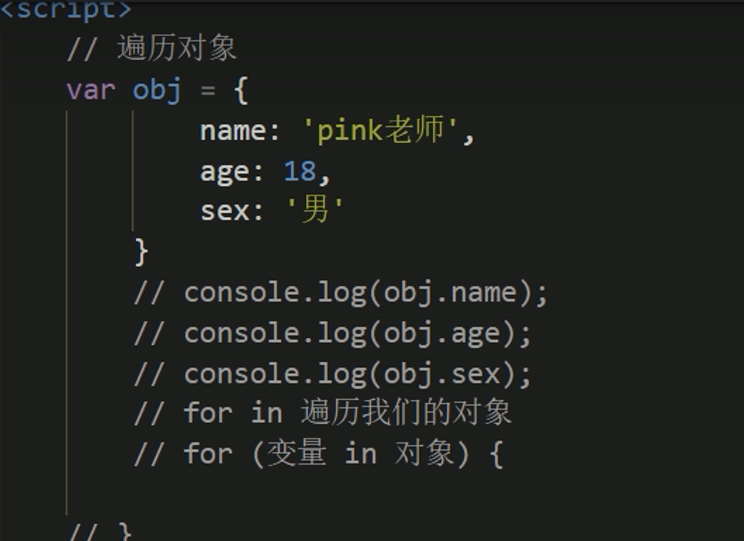 <script>
// 遍历对象
var obj = {
name: 'pink老师',
age: 18,
sex: '男'
}
// console.log(obj.name);
// console.log(obj.age);
// console.log(obj.sex);
// for in 遍历我们的对象
// for (变量 in 对象) {
// }